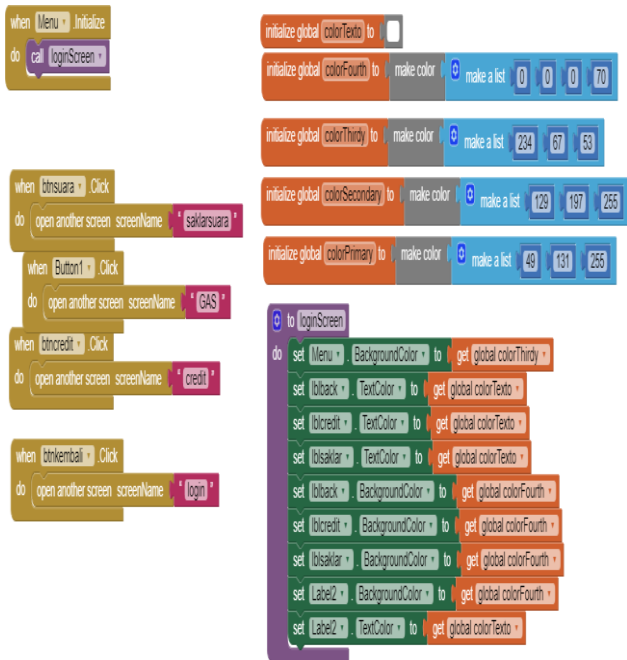 when Menu .Initialize
do call loginScreen
when btnsuara .Click
do open another screen screenName " saklarsuara "
when Button1 .Click
do open another screen screenName " GAS "
when btncredit .Click
do open another screen screenName " credit "
when btnkembali .Click
do open another screen screenName " login "
initialize global colorTexto to
initialize global colorFourth to make color make a list 0 0 0 70
initialize global colorThirdy to make color make a list 234 67 53
initialize global colorSecondary to make color make a list 129 197 255
initialize global colorPrimary to make color make a list 49 131 255
to loginScreen
do set Menu . BackgroundColor to get global colorThirdy
set lblback . TextColor to get global colorTexto
set lblcredit . TextColor to get global colorTexto
set lblsaklar . TextColor to get global colorTexto
set lblback . BackgroundColor to get global colorFourth
set lblcredit . BackgroundColor to get global colorFourth
set lblsaklar . BackgroundColor to get global colorFourth
set Label2 . BackgroundColor to get global colorFourth
set Label2 . TextColor to get global colorTexto